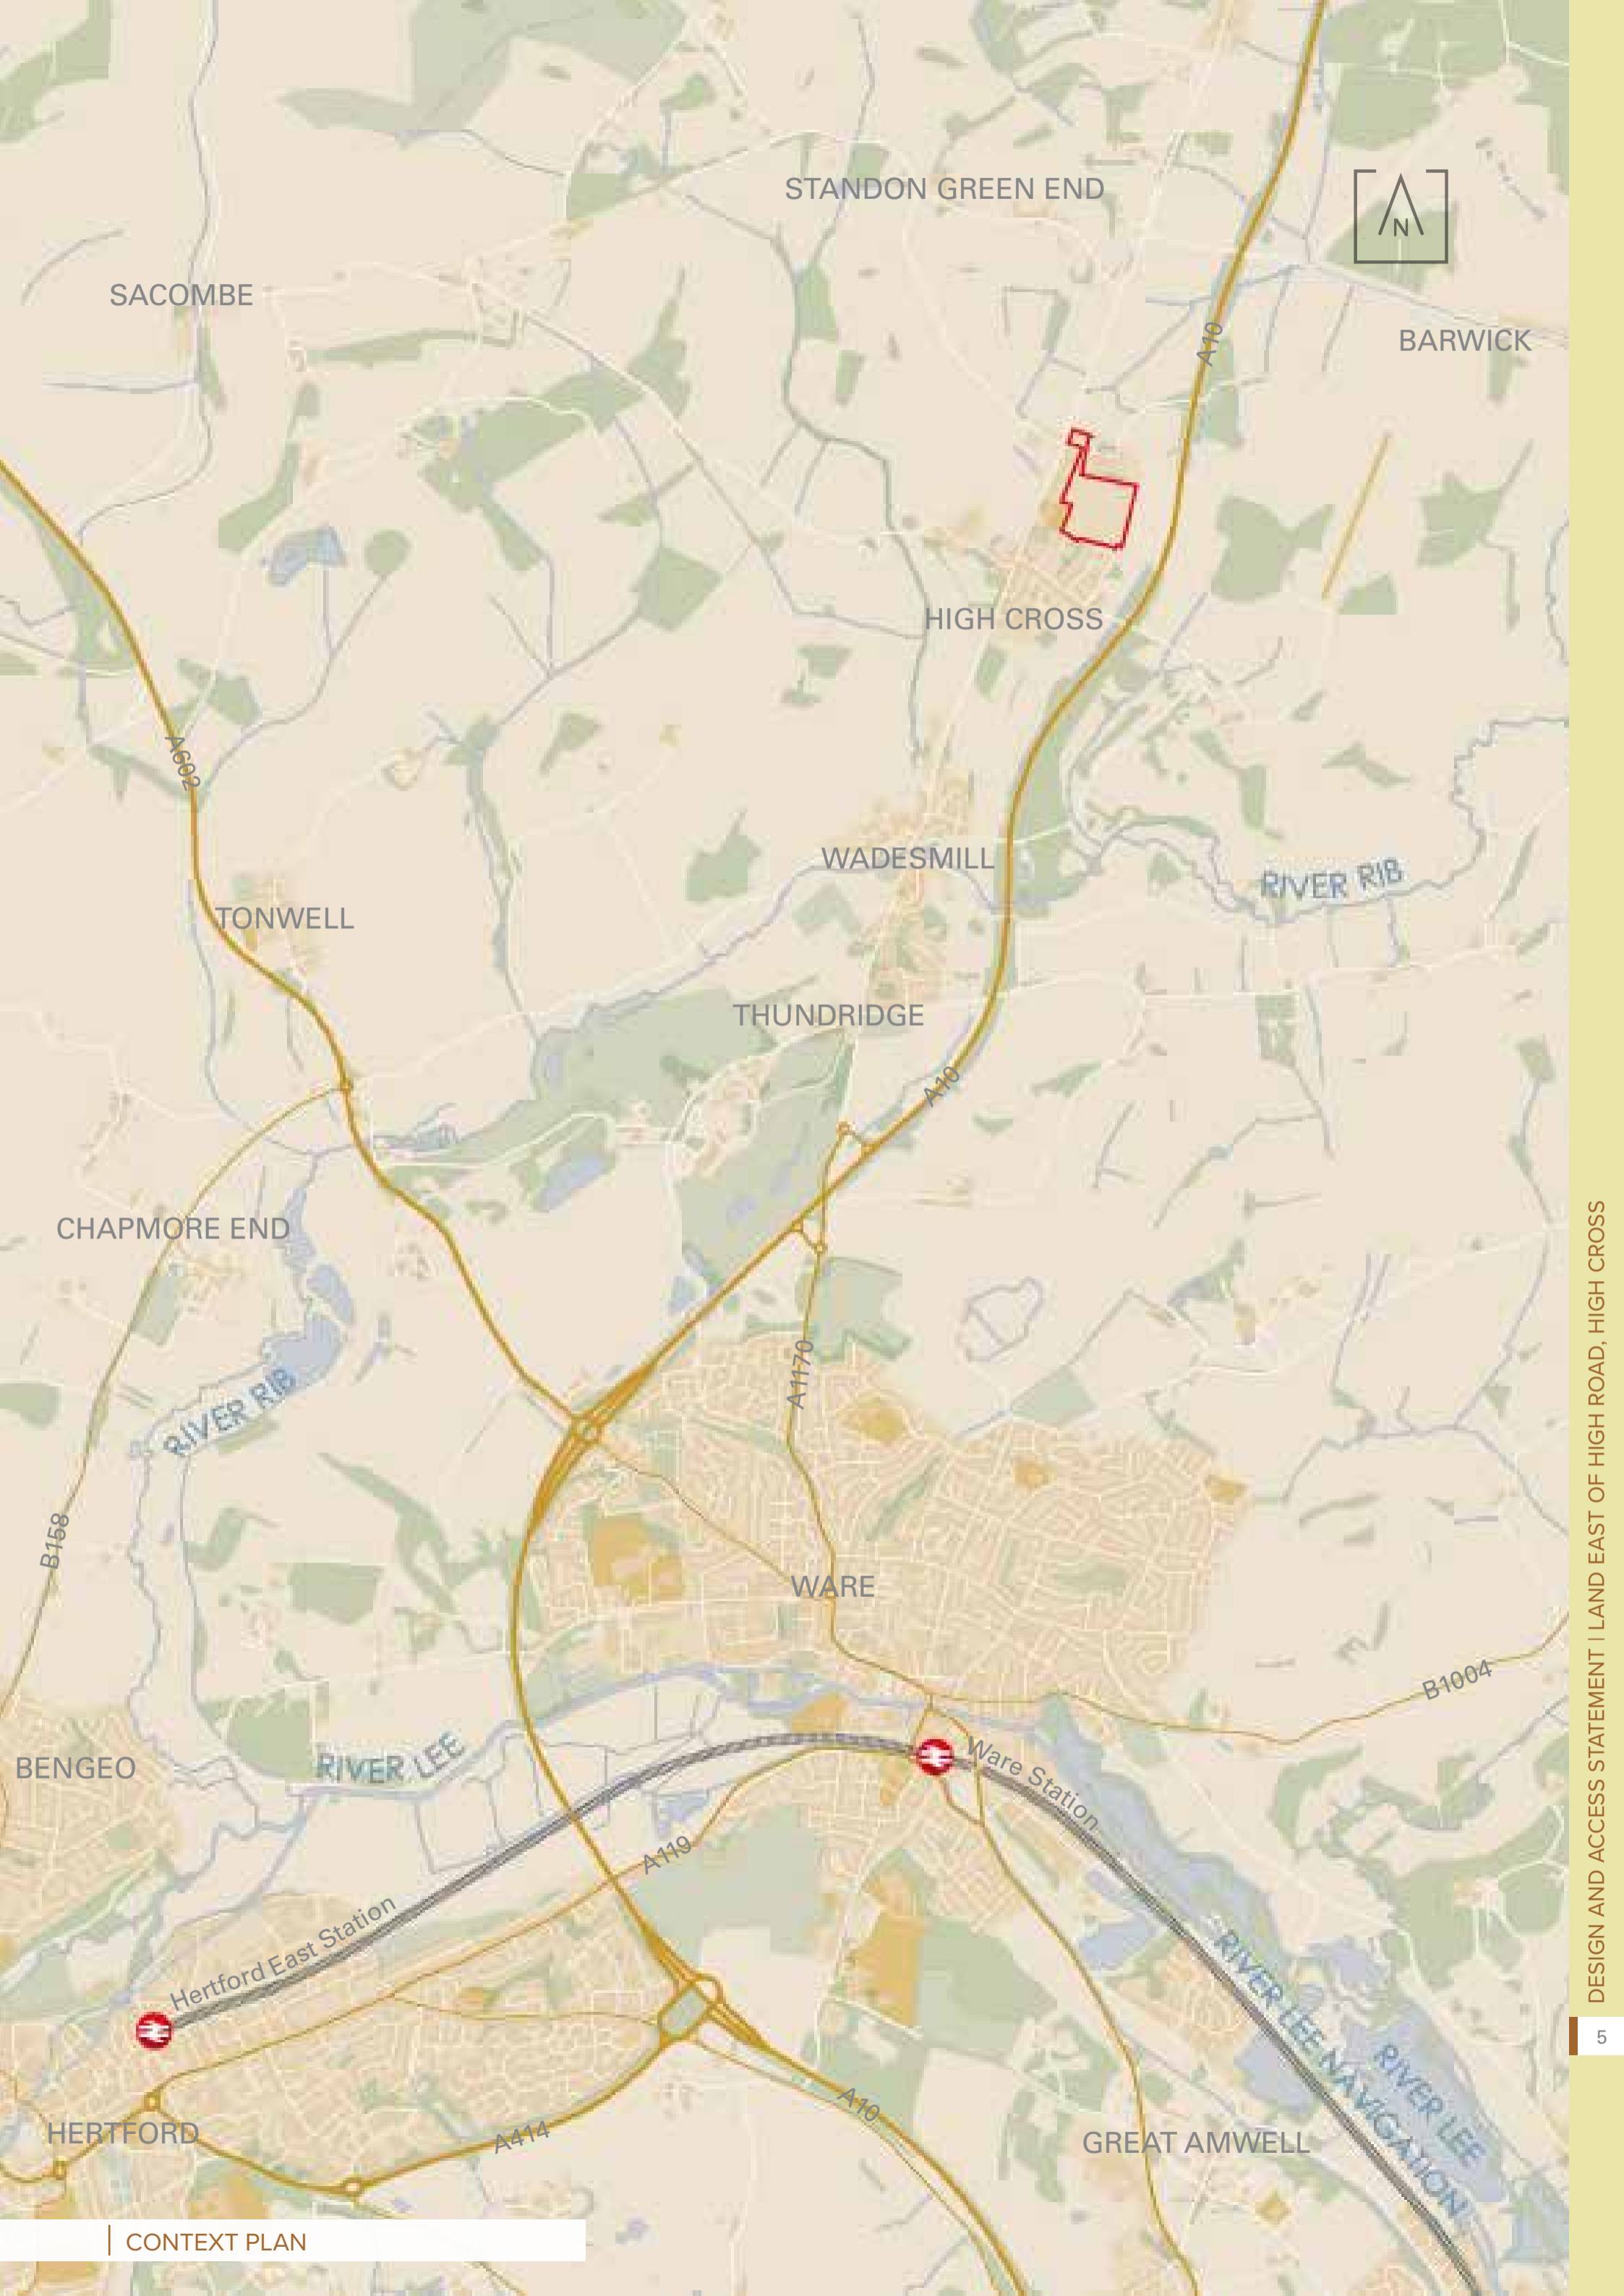 STANDON GREEN END
N
SACOMBE
A10
BARWICK
HIGH CROSS
A602
WADESMILL
RIVER RIB
TONWELL
THUNDRIDGE
A10
CHAPMORE END
A1170
RIVER RIB
B158
WARE
B1004
BENGEO
RIVER LEE
Ware Station
A119
Hertford East Station
RIVER LEE NAVIGATION
RIVER LEE
HERTFORD
A414
A10
GREAT AMWELL
CONTEXT PLAN
DESIGN AND ACCESS STATEMENT | LAND EAST OF HIGH ROAD, HIGH CROSS
5